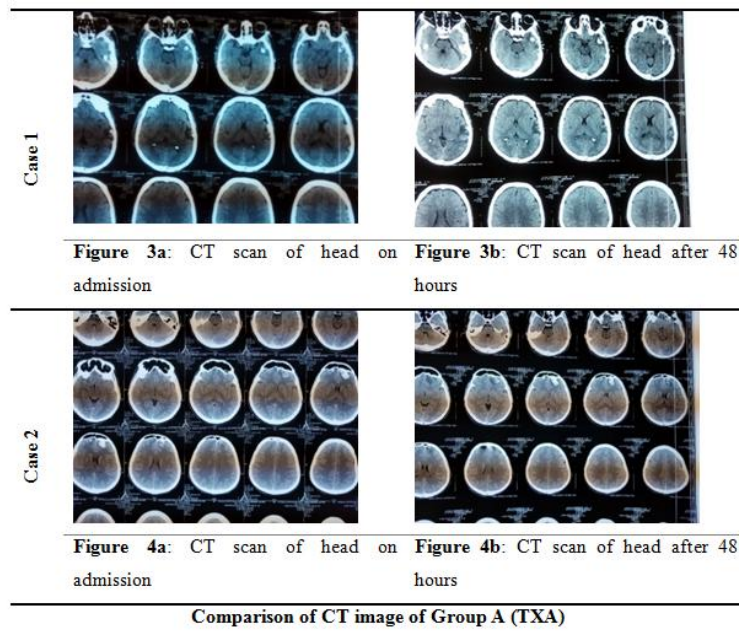 Case 1
Figure 3a: CT scan of head on
admission
Figure 3b: CT scan of head after 48
hours
Case 2
Figure 4a: CT scan of head on
admission
Figure 4b: CT scan of head after 48
hours
Comparison of CT image of Group A (TXA)